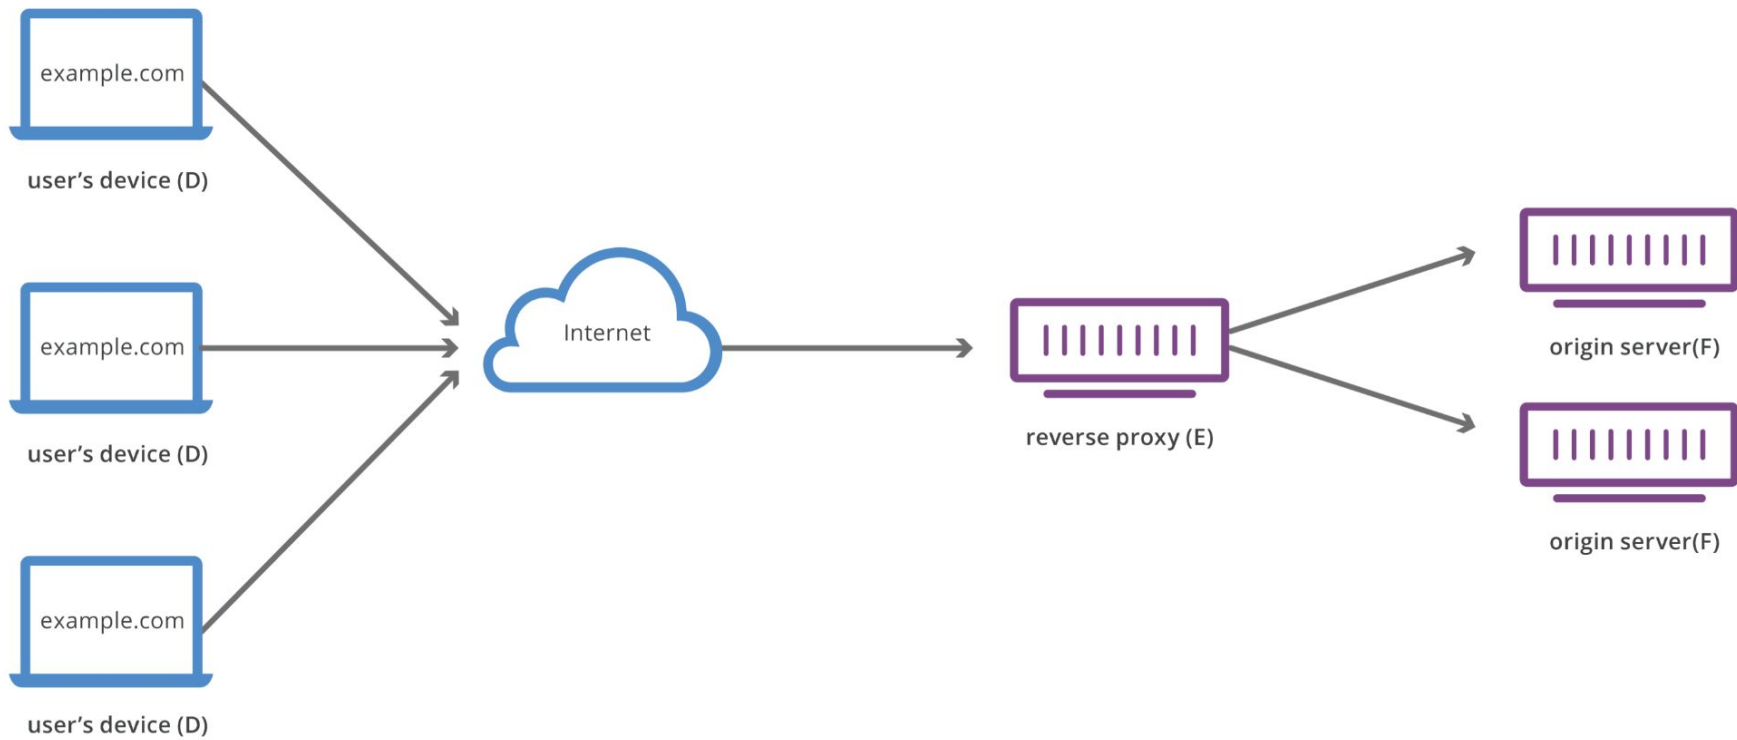 example.com
user’s device (D)
example.com
user’s device (D)
example.com
user’s device (D)
Internet
reverse proxy (E)
origin server(F)
origin server(F)